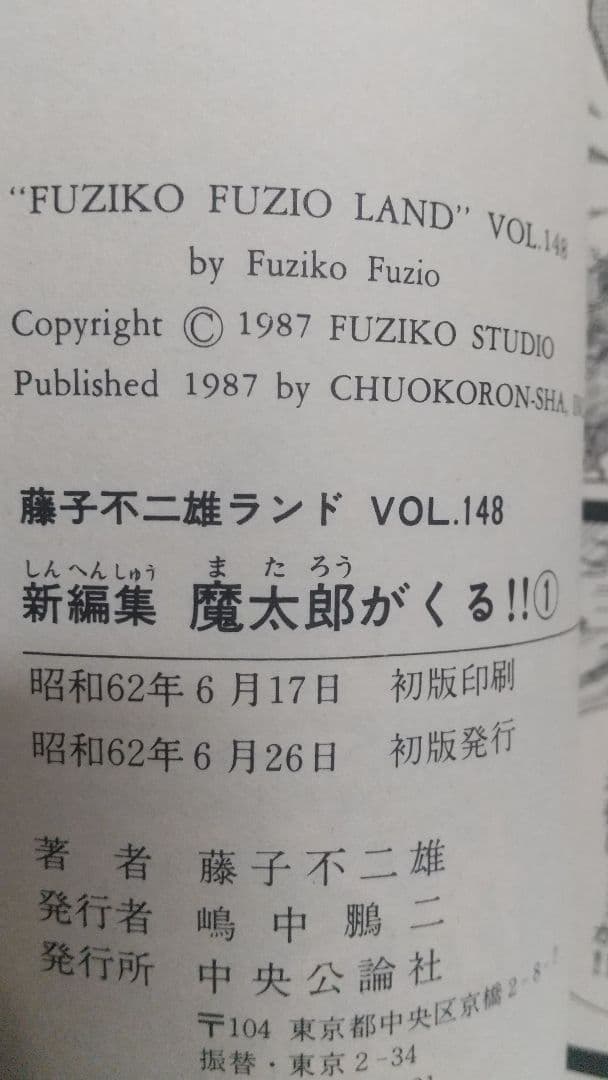 “FUZIKO FUZIO LAND” VOL.148
by Fuziko Fuzio
Copyright © 1987 FUZIKO STUDIO
Published 1987 by CHUOKORON-SHA,
藤子不二雄ランド VOL.148
しんへんしゅう ま た ろう
新編集 魔太郎がくる!!①
昭和62年6月17日 初版印刷
昭和62年6月26日 初版発行
著者 藤子不二雄
発行者 嶋中鵬二
発行所 中央公論社
〒104 東京都中央区京橋2-8-
振替・東京2-34